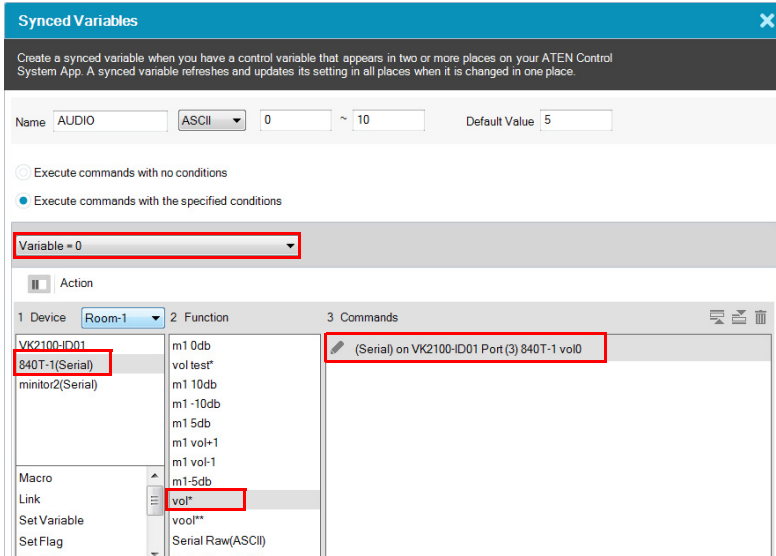 Synced Variables
Create a synced variable when you have a control variable that appears in two or more places on your ATEN Control
System App. A synced variable refreshes and updates its setting in all places when it is changed in one place.
Name AUDIO ASCII 0 ~ 10 Default Value 5
Execute commands with no conditions
Execute commands with the specified conditions
Variable = 0
Action
1 Device Room-1 2 Function 3 Commands
VK2100-ID01
840T-1(Serial)
minitor2(Serial)
Macro
Link
Set Variable
Set Flag
m1 0db
vol test*
m1 10db
m1 -10db
m1 5db
m1 vol+1
m1 vol-1
m1-5db
vol*
vool**
Serial Raw(ASCII)
(Serial) on VK2100-ID01 Port (3) 840T-1 vol0